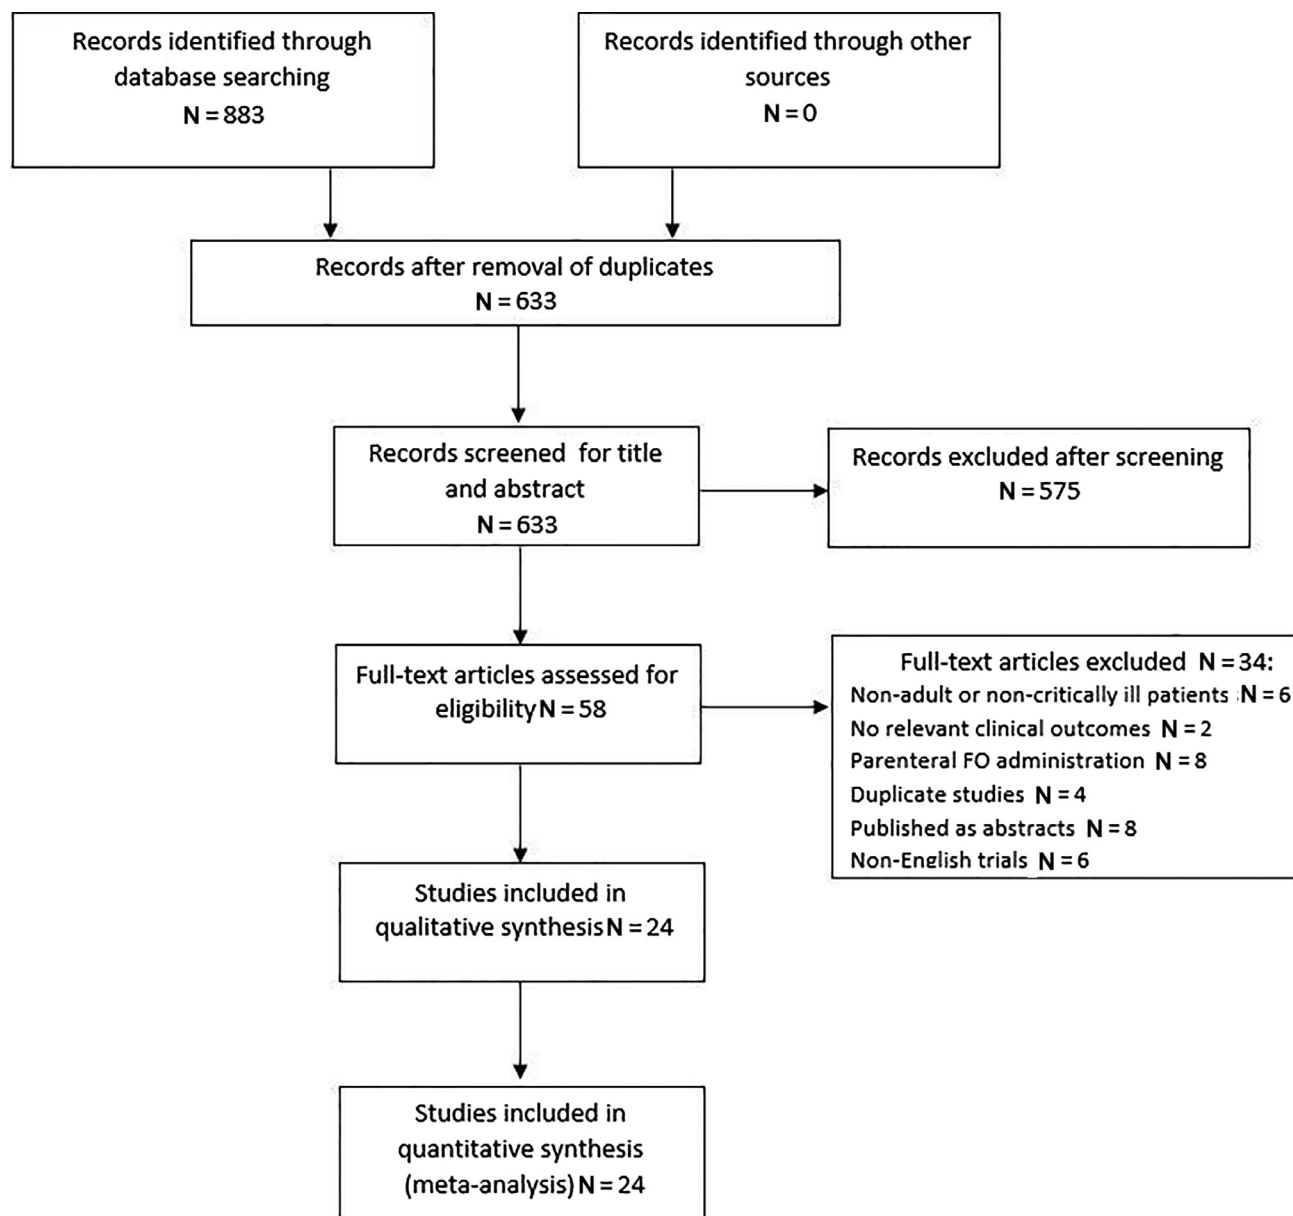 Records identified through
database searching
N = 883
Records identified through other
sources
N = 0
Records after removal of duplicates
N = 633
Records screened for title
and abstract
N = 633
Records excluded after screening
N = 575
Full-text articles assessed for
eligibility N = 58
Full-text articles excluded N = 34:
Non-adult or non-critically ill patients : N = 6
No relevant clinical outcomes N = 2
Parenteral FO administration N = 8
Duplicate studies N = 4
Published as abstracts N = 8
Non-English trials N = 6
Studies included in
qualitative synthesis N = 24
Studies included in
quantitative synthesis
(meta-analysis) N = 24